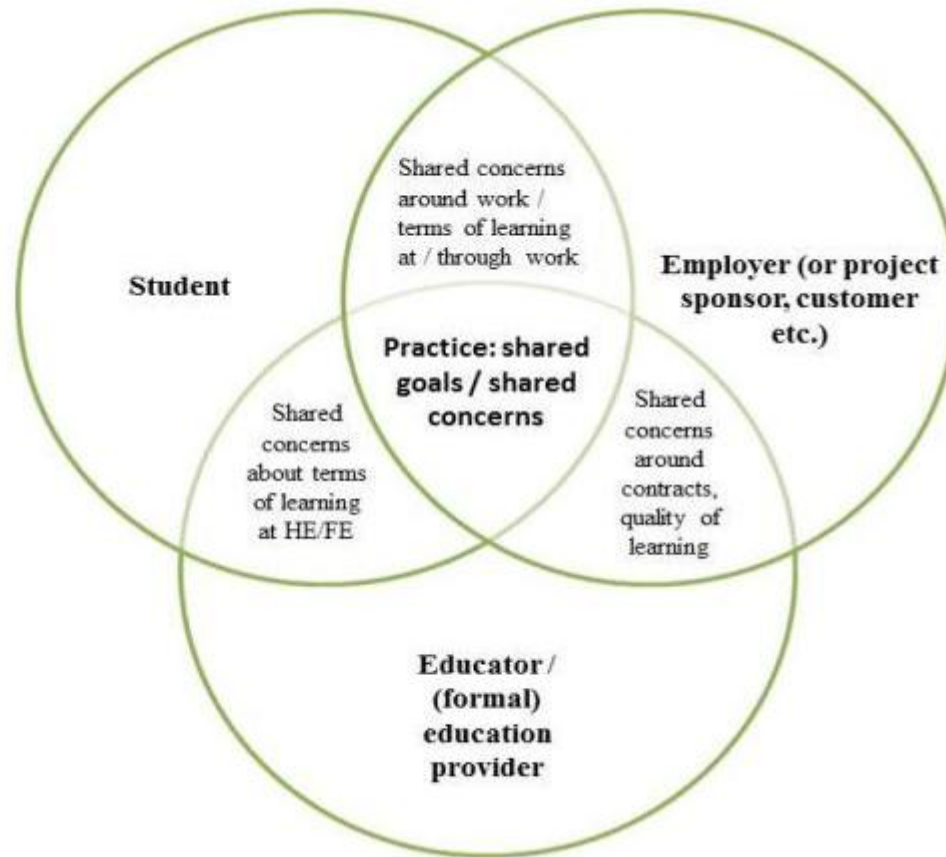 Shared concerns
around work /
terms of learning
at / through work
Student
Employer (or project
sponsor, customer
etc.)
Practice: shared
goals / shared
concerns
Shared
concerns
about terms
of learning
at HE/FE
Shared
concerns
around
contracts,
quality of
learning
Educator /
(formal)
education
provider